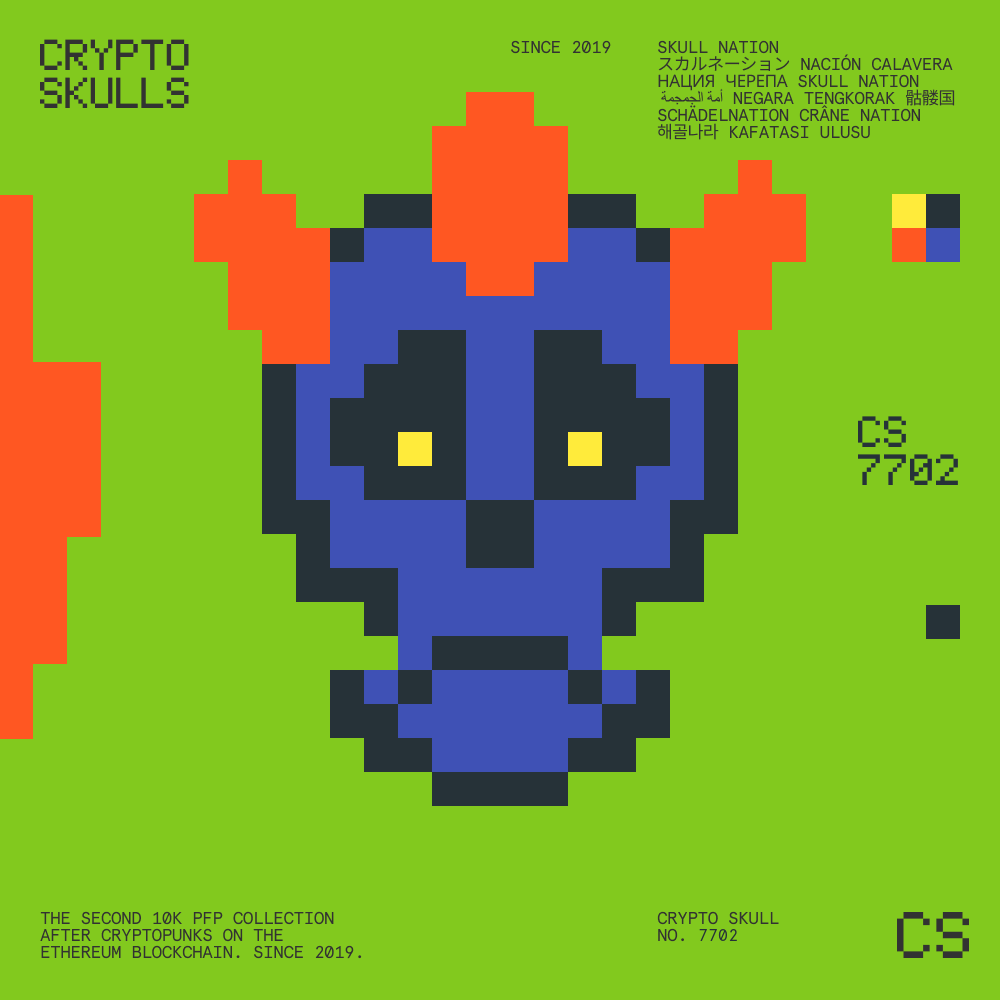 CRYPTO
SKULLS
SINCE 2019
SKULL NATION
スカルネーション NACIÓN CALAVERA
НАЦИЯ ЧЕРЕПА SKULL NATION
أمة الجمجمة NEGARA TENGKORAK 骷髅国
SCHÄDELNATION CRÂNE NATION
해골나라 KAFATASI ULUSU
CS
7702
THE SECOND 10K PFP COLLECTION
AFTER CRYPTOPUNKS ON THE
ETHEREUM BLOCKCHAIN. SINCE 2019.
CRYPTO SKULL
NO. 7702
CS